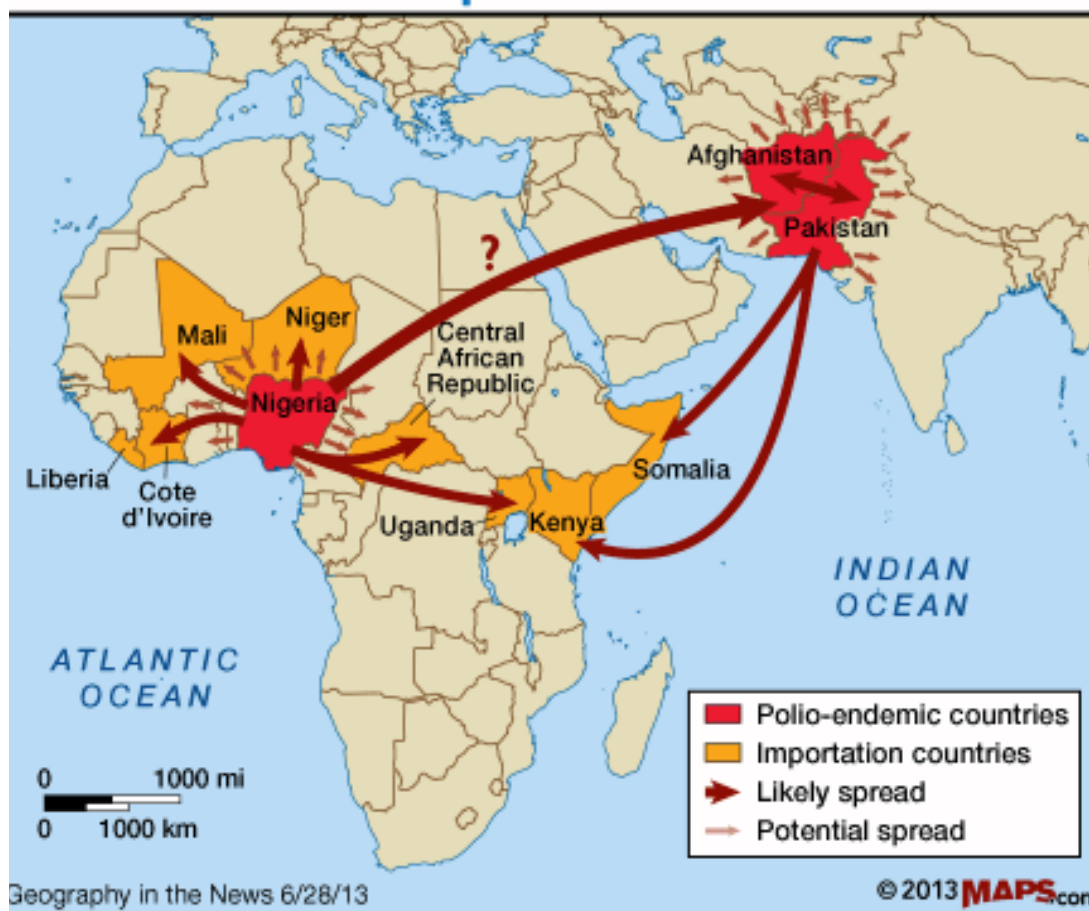 Afghanistan
Pakistan
?
Mali
Niger
Central
African
Republic
Nigeria
Liberia
Cote
d'Ivoire
Somalia
Uganda
Kenya
INDIAN
OCEAN
ATLANTIC
OCEAN
Polio-endemic countries
Importation countries
Likely spread
Potential spread
0 1000 mi
0 1000 km
Geography in the News 6/28/13
© 2013 MAPS.com